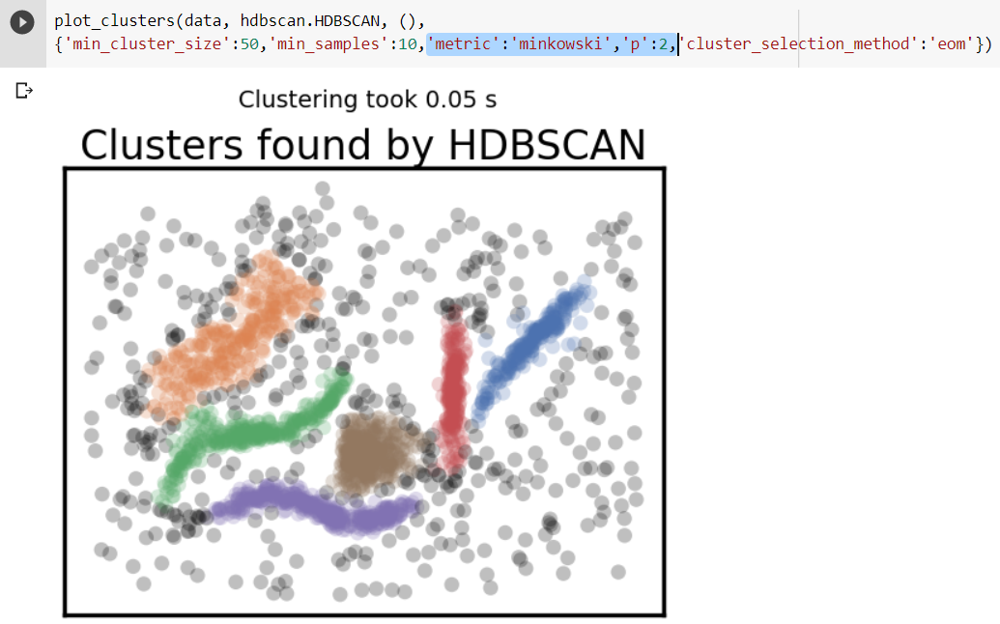 plot_clusters(data, hdbscan.HDBSCAN, (),
{'min_cluster_size':50,'min_samples':10,'metric':'minkowski','p':2,'cluster_selection_method':'eom'})
Clustering took 0.05 s
Clusters found by HDBSCAN